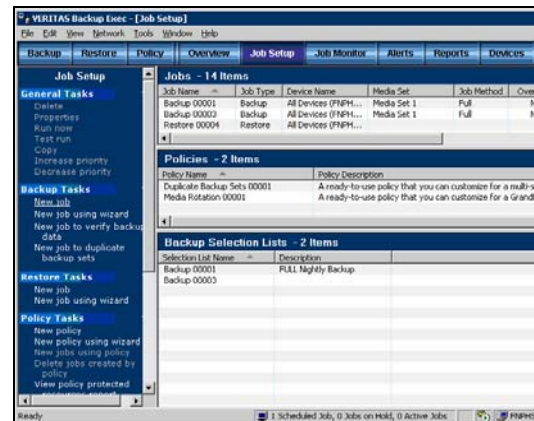 VERITAS Backup Exec - [Job Setup]
File Edit View Network Tools Window Help
Backup Restore Policy Overview Job Setup Job Monitor Alerts Reports Devices
Job Setup
General Tasks
Delete
Properties
Run now
Test run
Copy
Increase priority
Decrease priority
Backup Tasks
New job
New job using wizard
New job to verify backup
data
New job to duplicate
backup sets
Restore Tasks
New job
New job using wizard
Policy Tasks
New policy
New policy using wizard
New jobs using policy
Delete jobs created by
policy
View policy protected
resources report
Jobs - 14 Items
Job Name Job Type Device Name Media Set Job Method Over
Backup 00001 Backup All Devices (FNPH... Media Set 1 Full N
Backup 00003 Backup All Devices (FNPH... Media Set 1 Full N
Restore 00004 Restore All Devices (FNPH... N
Policies - 2 Items
Policy Name Policy Description
Duplicate Backup Sets 00001 A ready-to-use policy that you can customize for a multi-s
Media Rotation 00001 A ready-to-use policy that you can customize for a Grand
Backup Selection Lists - 2 Items
Selection List Name Description
Backup 00001 FULL Nightly Backup
Backup 00003
Ready 1 Scheduled Job, 0 Jobs on Hold, 0 Active Jobs FNPHS